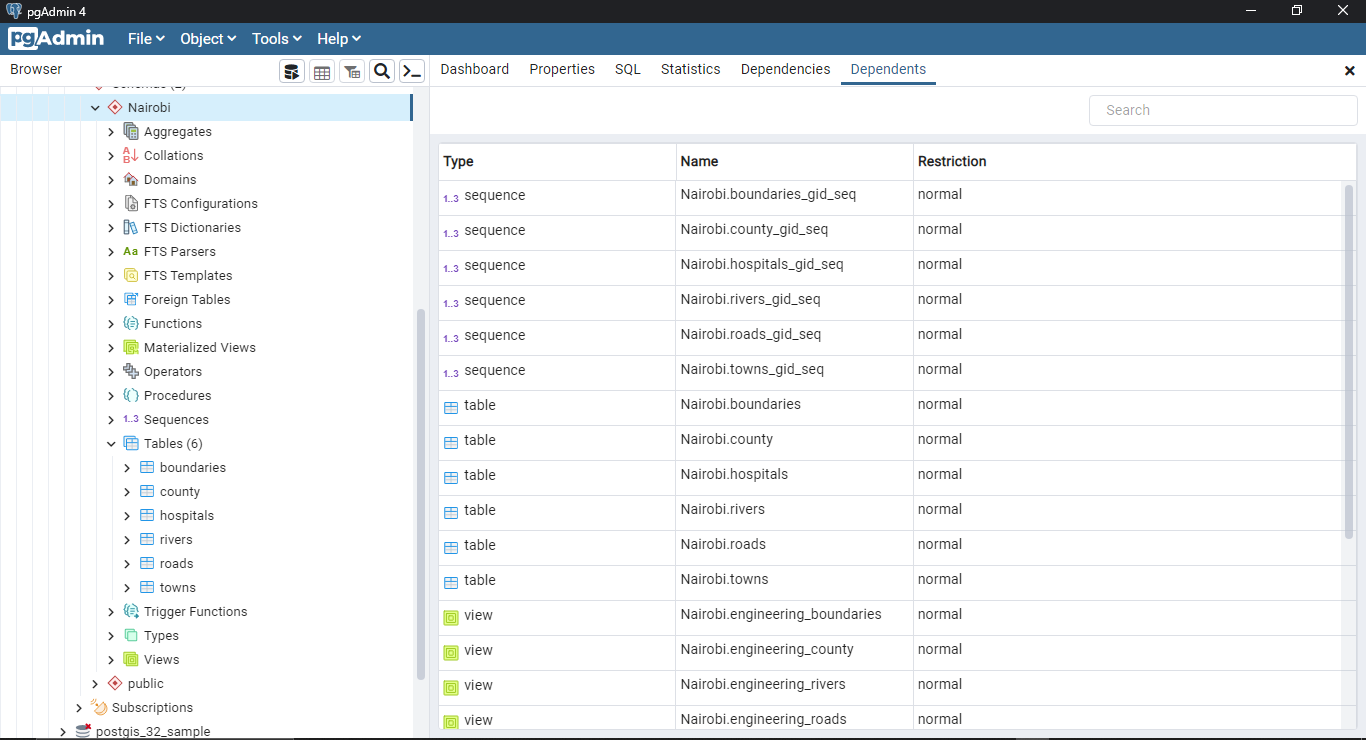 pgAdmin 4
pgAdmin File Object Tools Help
Browser
Dashboard Properties SQL Statistics Dependencies Dependents
Nairobi
Aggregates
Collations
Domains
FTS Configurations
FTS Dictionaries
Aa FTS Parsers
FTS Templates
Foreign Tables
Functions
Materialized Views
Operators
Procedures
1..3 Sequences
Tables (6)
boundaries
county
hospitals
rivers
roads
towns
Trigger Functions
Types
Views
public
Subscriptions
postgis_32_sample
Search
Type Name Restriction
1..3 sequence Nairobi.boundaries_gid_seq normal
1..3 sequence Nairobi.county_gid_seq normal
1..3 sequence Nairobi.hospitals_gid_seq normal
1..3 sequence Nairobi.rivers_gid_seq normal
1..3 sequence Nairobi.roads_gid_seq normal
1..3 sequence Nairobi.towns_gid_seq normal
table Nairobi.boundaries normal
table Nairobi.county normal
table Nairobi.hospitals normal
table Nairobi.rivers normal
table Nairobi.roads normal
table Nairobi.towns normal
view Nairobi.engineering_boundaries normal
view Nairobi.engineering_county normal
view Nairobi.engineering_rivers normal
view Nairobi.engineering_roads normal